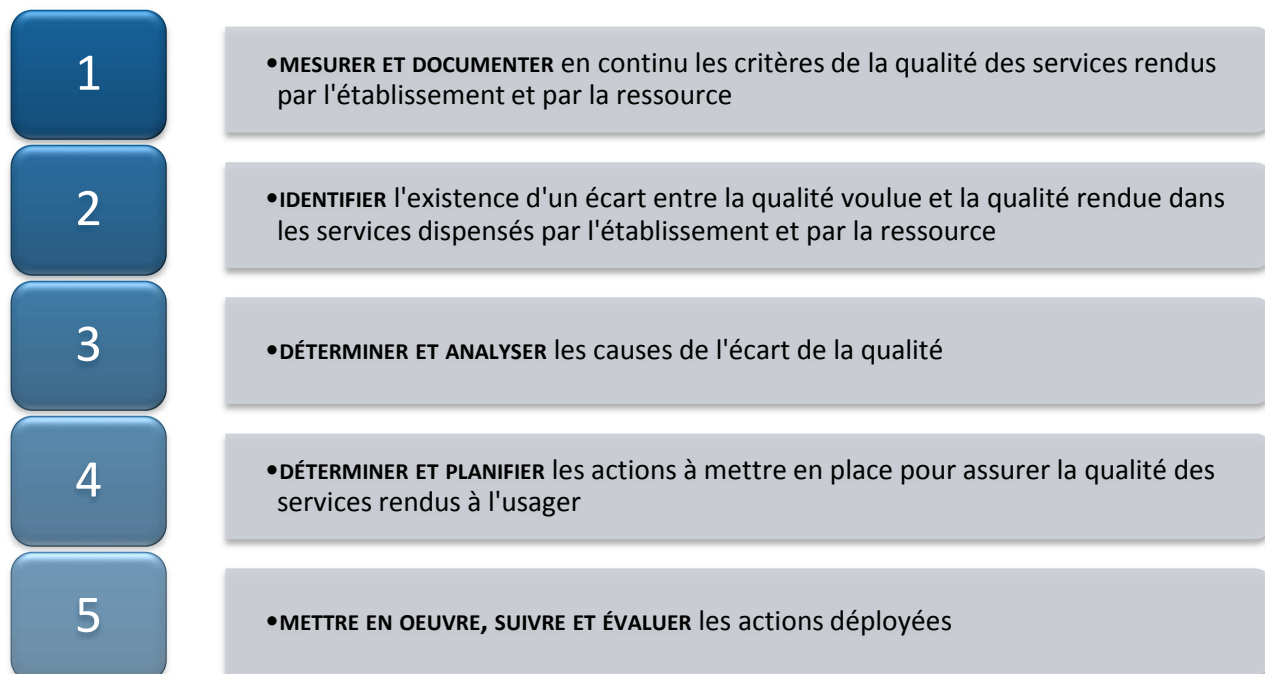 1
•MESURER ET DOCUMENTER en continu les critères de la qualité des services rendus
par l'établissement et par la ressource
2
•IDENTIFIER l'existence d'un écart entre la qualité voulue et la qualité rendue dans
les services dispensés par l'établissement et par la ressource
3
•DÉTERMINER ET ANALYSER les causes de l'écart de la qualité
4
•DÉTERMINER ET PLANIFIER les actions à mettre en place pour assurer la qualité des
services rendus à l'usager
5
•METTRE EN OEUVRE, SUIVRE ET ÉVALUER les actions déployées